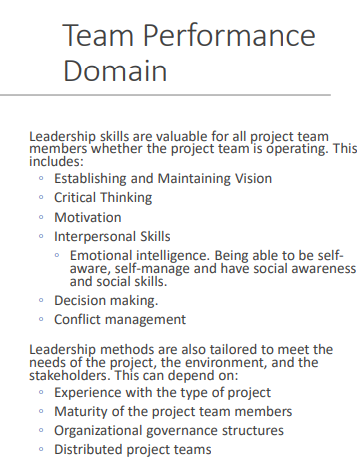 Team Performance
Domain
Leadership skills are valuable for all project team
members whether the project team is operating. This
includes:
◦ Establishing and Maintaining Vision
◦ Critical Thinking
◦ Motivation
◦ Interpersonal Skills
◦ Emotional intelligence. Being able to be self-
aware, self-manage and have social awareness
and social skills.
◦ Decision making.
◦ Conflict management
Leadership methods are also tailored to meet the
needs of the project, the environment, and the
stakeholders. This can depend on:
◦ Experience with the type of project
◦ Maturity of the project team members
◦ Organizational governance structures
◦ Distributed project teams